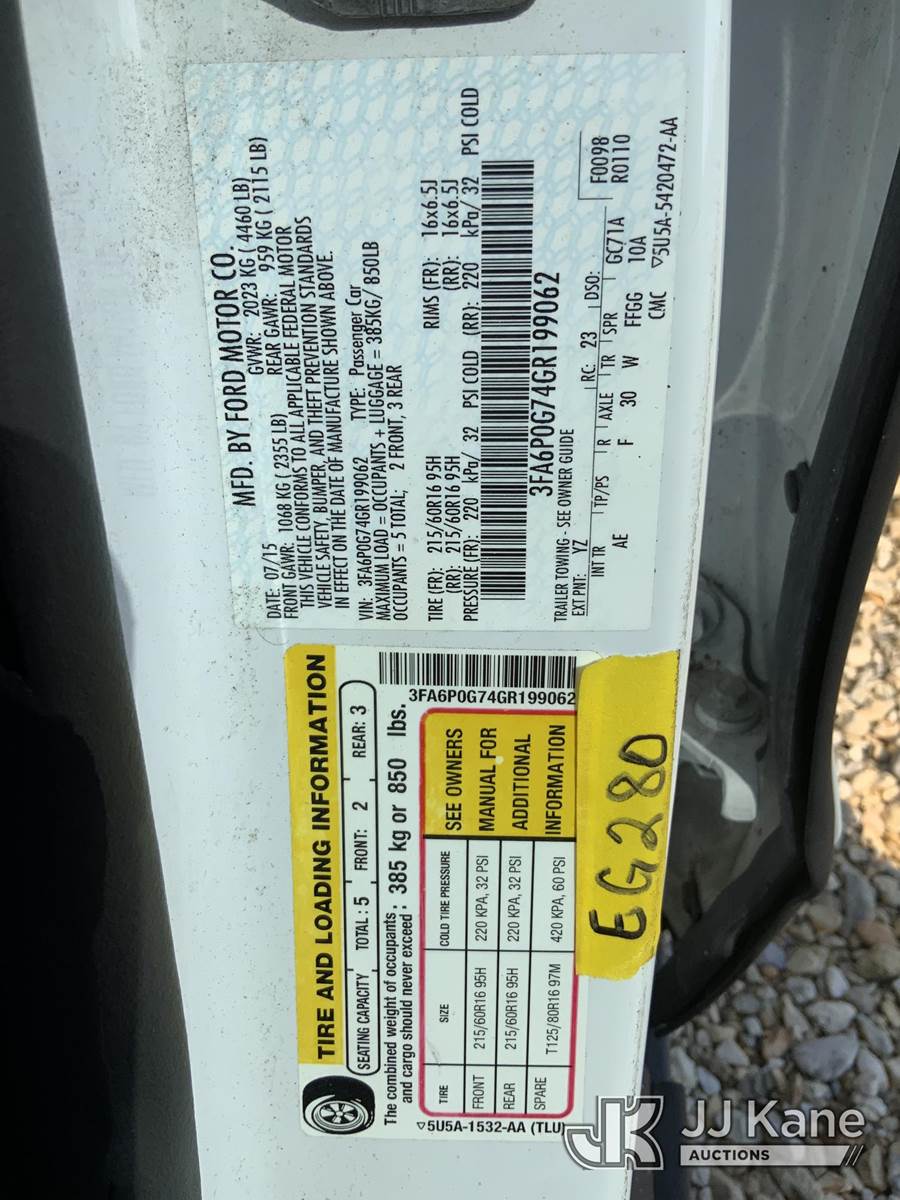 MFD. BY FORD MOTOR CO.
DATE: 07/15 GVWR: 2023 KG ( 4460 LB)
FRONT GAWR: 1068 KG ( 2355 LB) REAR GAWR: 959 KG ( 2115 LB)
THIS VEHICLE CONFORMS TO ALL APPLICABLE FEDERAL MOTOR
VEHICLE SAFETY, BUMPER, AND THEFT PREVENTION STANDARDS
IN EFFECT ON THE DATE OF MANUFACTURE SHOWN ABOVE.
VIN: 3FA6P0G74GR199062 TYPE: Passenger Car
MAXIMUM LOAD = OCCUPANTS + LUGGAGE = 385KG/ 850LB
OCCUPANTS = 5 TOTAL; 2 FRONT, 3 REAR
TIRE (FR): 215/60R16 95H RIMS (FR): 16x6.5J
(RR): 215/60R16 95H (RR): 16x6.5J
PRESSURE (FR): 220 kPa/ 32 PSI COLD (RR): 220 kPa/ 32 PSI COLD
3FA6P0G74GR199062
TRAILER TOWING - SEE OWNER GUIDE
F0098
EXT PNT: YZ RC: 23 DSO: R0110
INT TR TP/PS R AXLE TR SPR GC71A
AE F 30 W FFGG 10A
CMC ▽5U5A-5420472-AA
TIRE AND LOADING INFORMATION
SEATING CAPACITY TOTAL: 5 FRONT: 2 REAR: 3
The combined weight of occupants
and cargo should never exceed: 385 kg or 850 lbs.
3FA6P0G74GR199062
TIRE SIZE COLD TIRE PRESSURE SEE OWNERS
FRONT 215/60R16 95H 220 KPA, 32 PSI MANUAL FOR
REAR 215/60R16 95H 220 KPA, 32 PSI ADDITIONAL
SPARE T125/80R16 97M 420 KPA, 60 PSI INFORMATION
▽5U5A-1532-AA (TLU)
EG280
JK JJ Kane
AUCTIONS